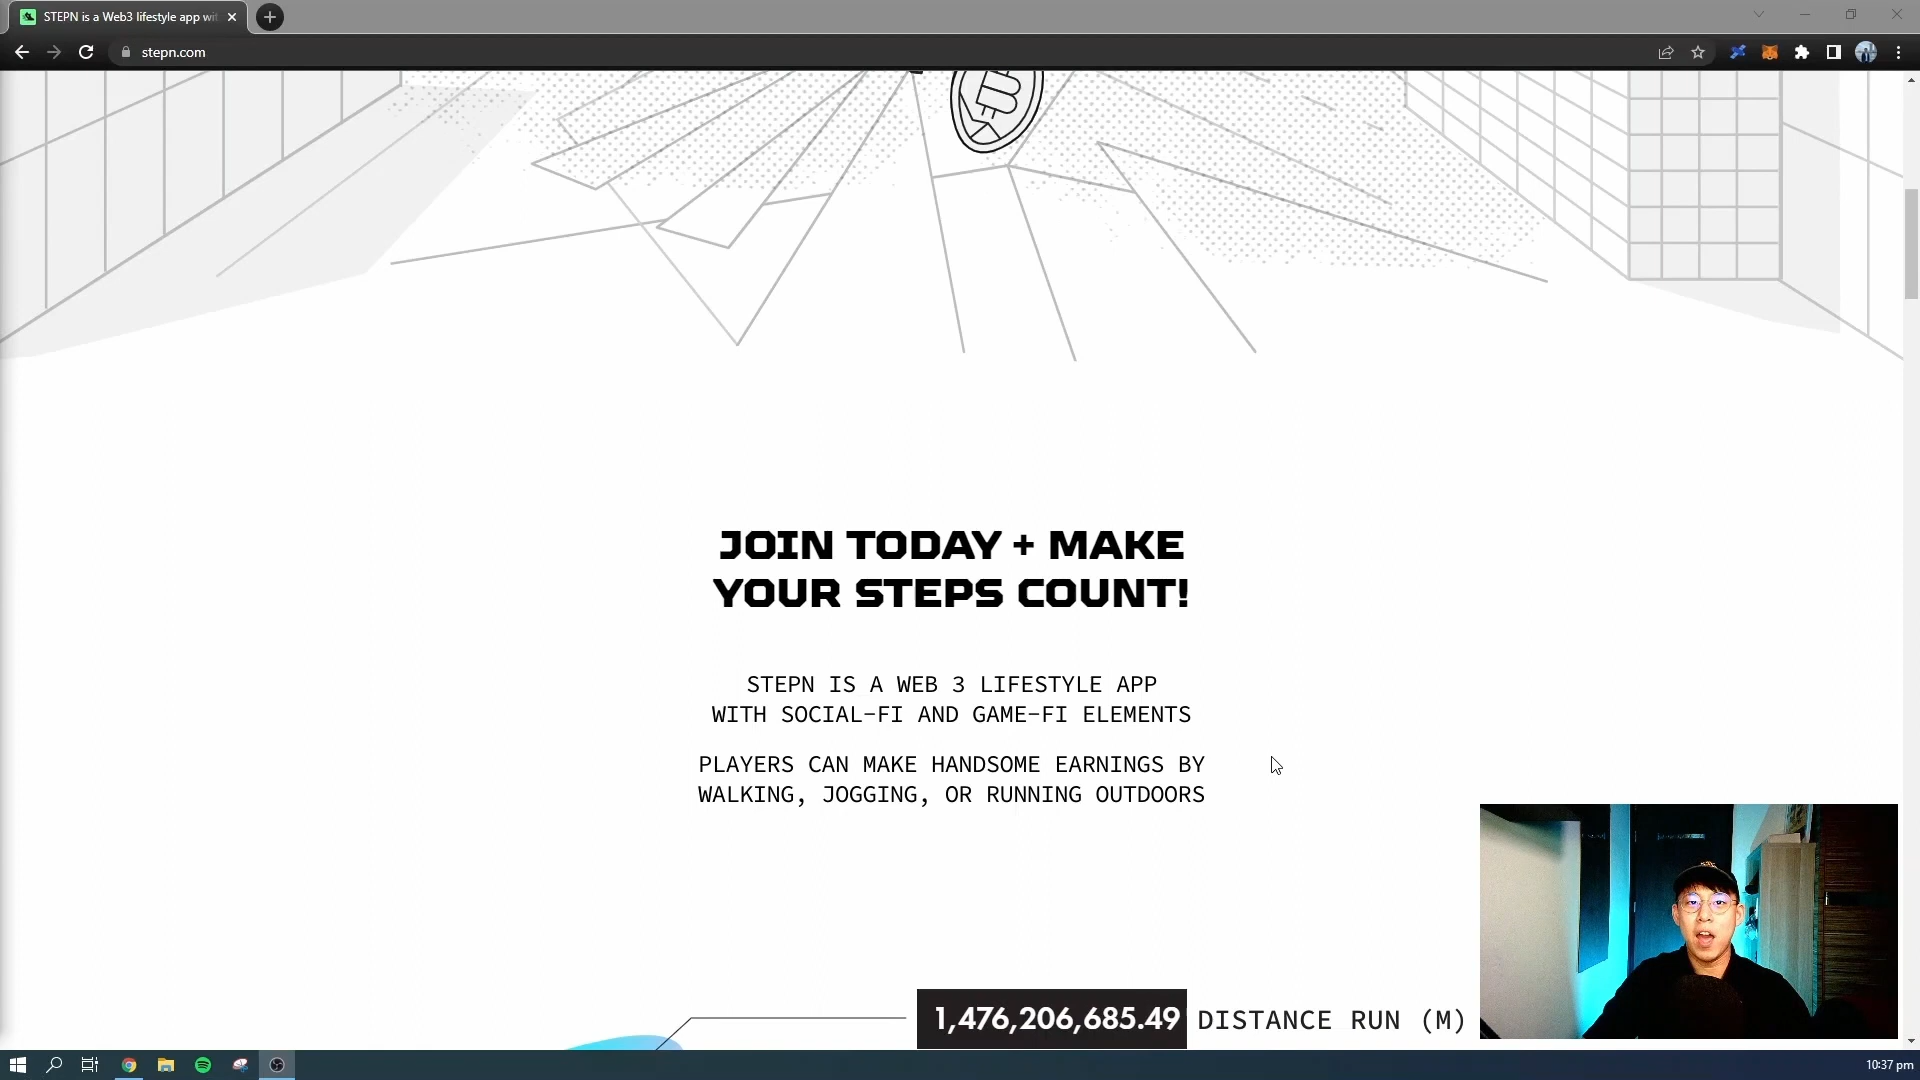 STEPN is a Web3 lifestyle app wit
stepn.com
JOIN TODAY + MAKE
YOUR STEPS COUNT!
STEPN IS A WEB 3 LIFESTYLE APP
WITH SOCIAL-FI AND GAME-FI ELEMENTS
PLAYERS CAN MAKE HANDSOME EARNINGS BY
WALKING, JOGGING, OR RUNNING OUTDOORS
1,476,206,685.49 DISTANCE RUN (M)
10:37 pm